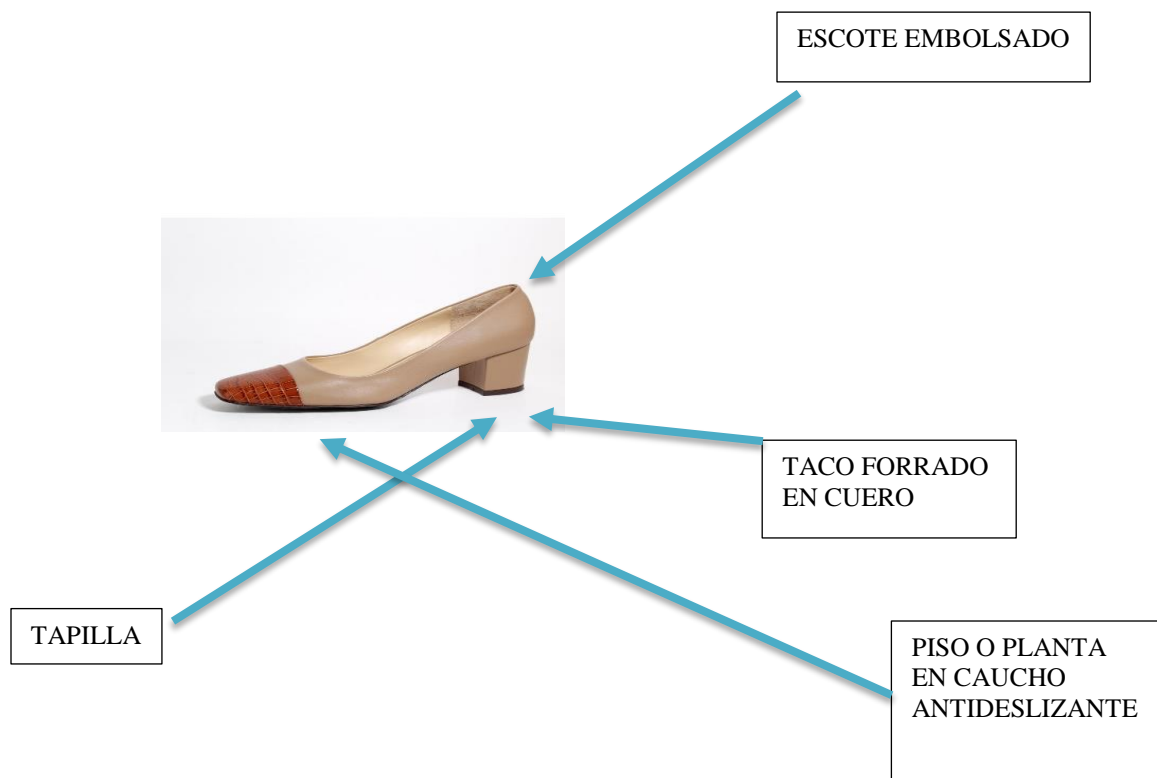 ESCOTE EMBOLSADO
TACO FORRADO
EN CUERO
TAPILLA
PISO O PLANTA
EN CAUCHO
ANTIDESLIZANTE